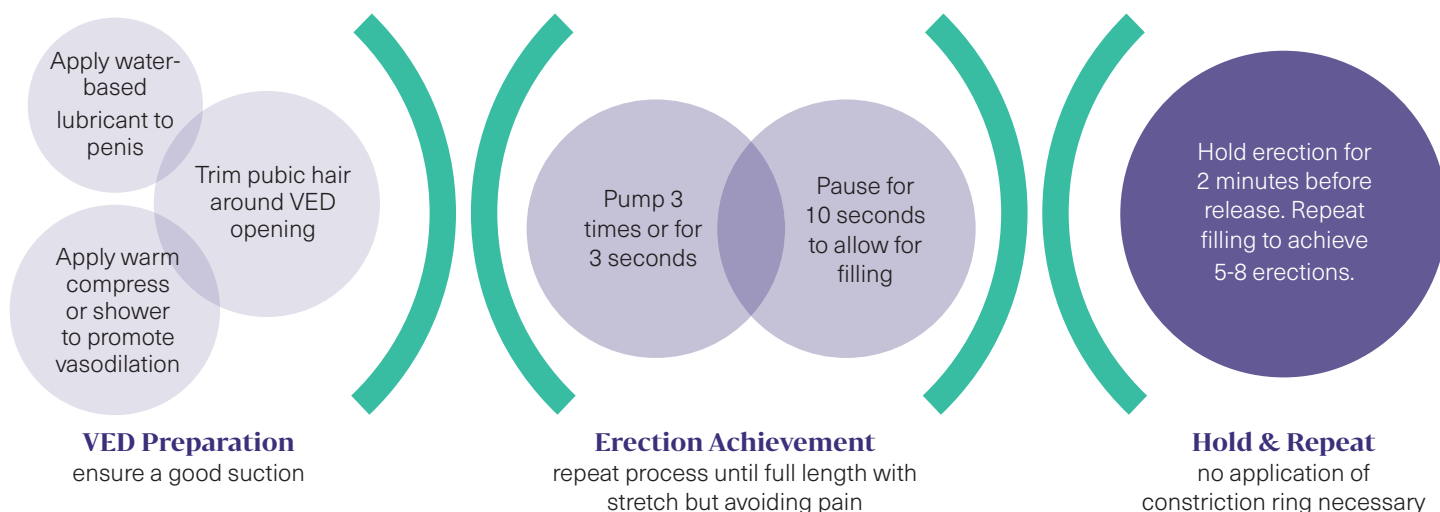 Apply water-
based
lubricant to
penis
Trim pubic hair
around VED
opening
Apply warm
compress
or shower
to promote
vasodilation
VED Preparation
ensure a good suction
Pump 3
times or for
3 seconds
Pause for
10 seconds
to allow for
filling
Erection Achievement
repeat process until full length with
stretch but avoiding pain
Hold erection for
2 minutes before
release. Repeat
filling to achieve
5-8 erections.
Hold & Repeat
no application of
constriction ring necessary